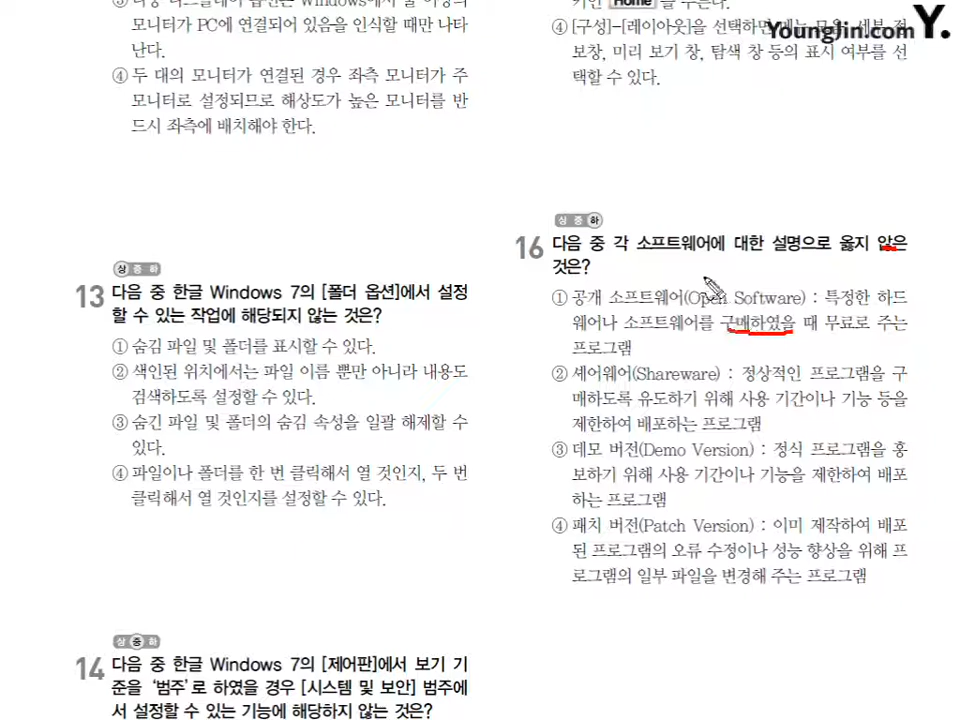 모니터가 PC에 연결되어 있음을 인식할 때만 나타
난다.
④ 두 대의 모니터가 연결된 경우 좌측 모니터가 주
모니터로 설정되므로 해상도가 높은 모니터를 반
드시 좌측에 배치해야 한다.
상 중 하
13 다음 중 한글 Windows 7의 [폴더 옵션]에서 설정
할 수 있는 작업에 해당되지 않는 것은?
① 숨김 파일 및 폴더를 표시할 수 있다.
② 색인된 위치에서는 파일 이름 뿐만 아니라 내용도
검색하도록 설정할 수 있다.
③ 숨긴 파일 및 폴더의 숨김 속성을 일괄 해제할 수
있다.
④ 파일이나 폴더를 한 번 클릭해서 열 것인지, 두 번
클릭해서 열 것인지를 설정할 수 있다.
상 중 하
14 다음 중 한글 Windows 7의 [제어판]에서 보기 기
준을 ‘범주’로 하였을 경우 [시스템 및 보안] 범주에
서 설정할 수 있는 기능에 해당하지 않는 것은?
Home 을 누른다.
Youngjin.com Y.
④ [구성]-[레이아웃]을 선택하면
보창, 미리 보기 창, 탐색 창 등의 표시 여부를 선
택할 수 있다.
상 중 하
16 다음 중 각 소프트웨어에 대한 설명으로 옳지 않은
것은?
① 공개 소프트웨어(Open Software) : 특정한 하드
웨어나 소프트웨어를 구매하였을 때 무료로 주는
프로그램
② 셰어웨어(Shareware) : 정상적인 프로그램을 구
매하도록 유도하기 위해 사용 기간이나 기능 등을
제한하여 배포하는 프로그램
③ 데모 버전(Demo Version) : 정식 프로그램을 홍
보하기 위해 사용 기간이나 기능을 제한하여 배포
하는 프로그램
④ 패치 버전(Patch Version) : 이미 제작하여 배포
된 프로그램의 오류 수정이나 성능 향상을 위해 프
로그램의 일부 파일을 변경해 주는 프로그램